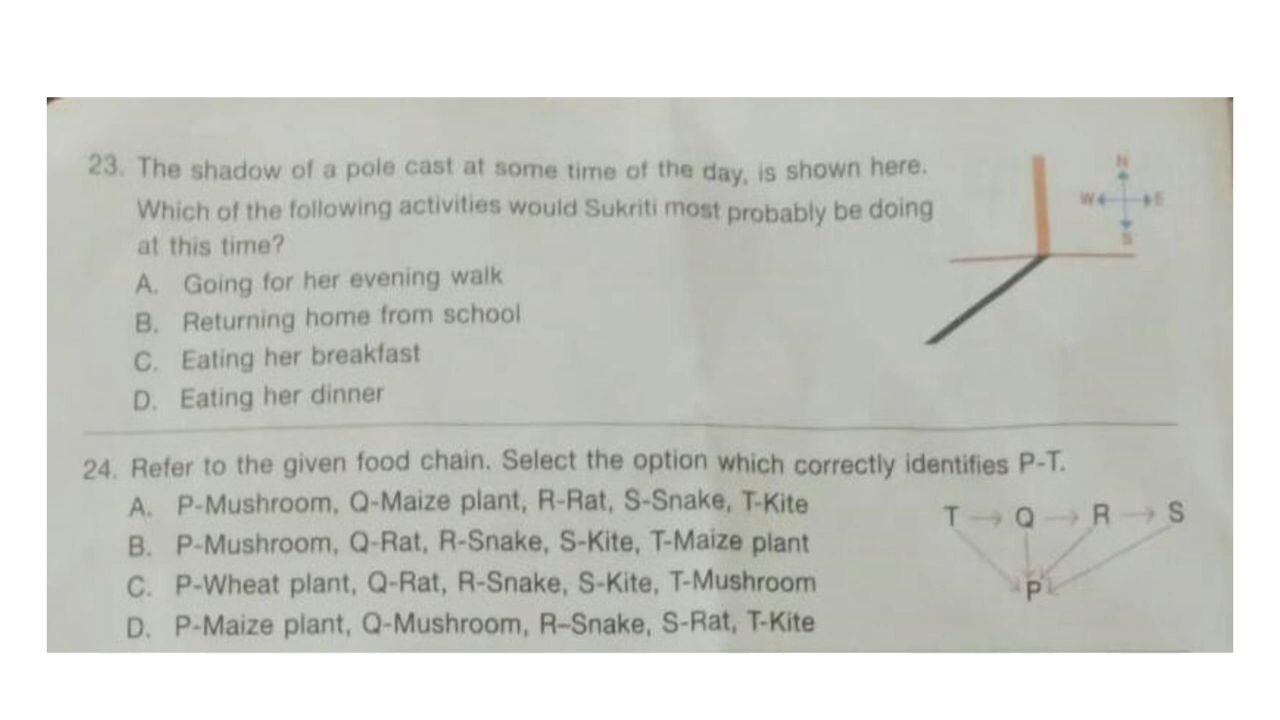 23. The shadow of a pole cast at some time of the day, is shown here.
Which of the following activities would Sukriti most probably be doing
at this time?
A. Going for her evening walk
B. Returning home from school
C. Eating her breakfast
D. Eating her dinner
N
W E
S
24. Refer to the given food chain. Select the option which correctly identifies P-T.
A. P-Mushroom, Q-Maize plant, R-Rat, S-Snake, T-Kite
B. P-Mushroom, Q-Rat, R-Snake, S-Kite, T-Maize plant
C. P-Wheat plant, Q-Rat, R-Snake, S-Kite, T-Mushroom
D. P-Maize plant, Q-Mushroom, R–Snake, S-Rat, T-Kite
T → Q → R → S
P